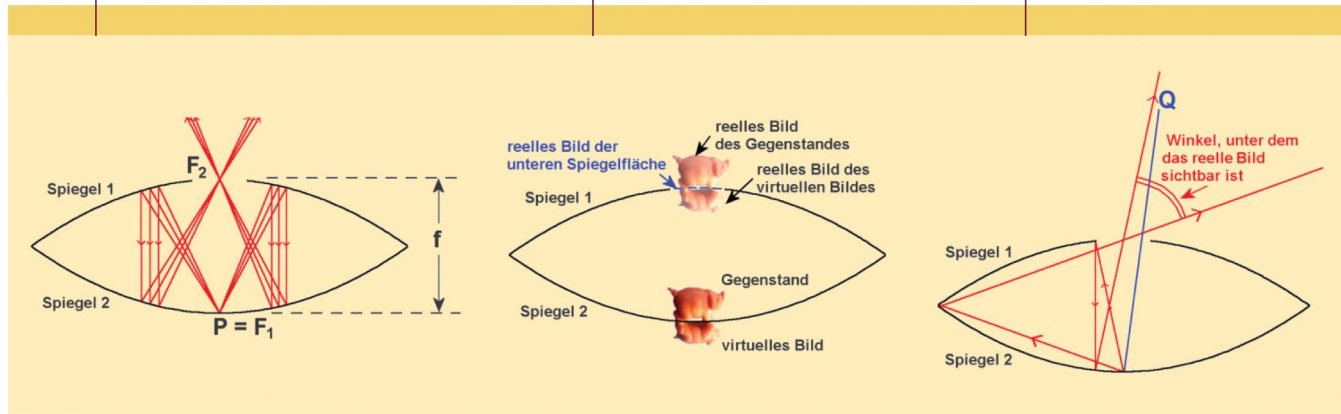 F₂
Spiegel 1
f
Spiegel 2
P = F₁
reelles Bild
des Gegenstandes
reelles Bild der
unteren Spiegelfläche
reelles Bild des
virtuellen Bildes
Spiegel 1
Gegenstand
Spiegel 2
virtuelles Bild
Q
Winkel, unter dem
das reelle Bild
sichtbar ist
Spiegel 1
Spiegel 2